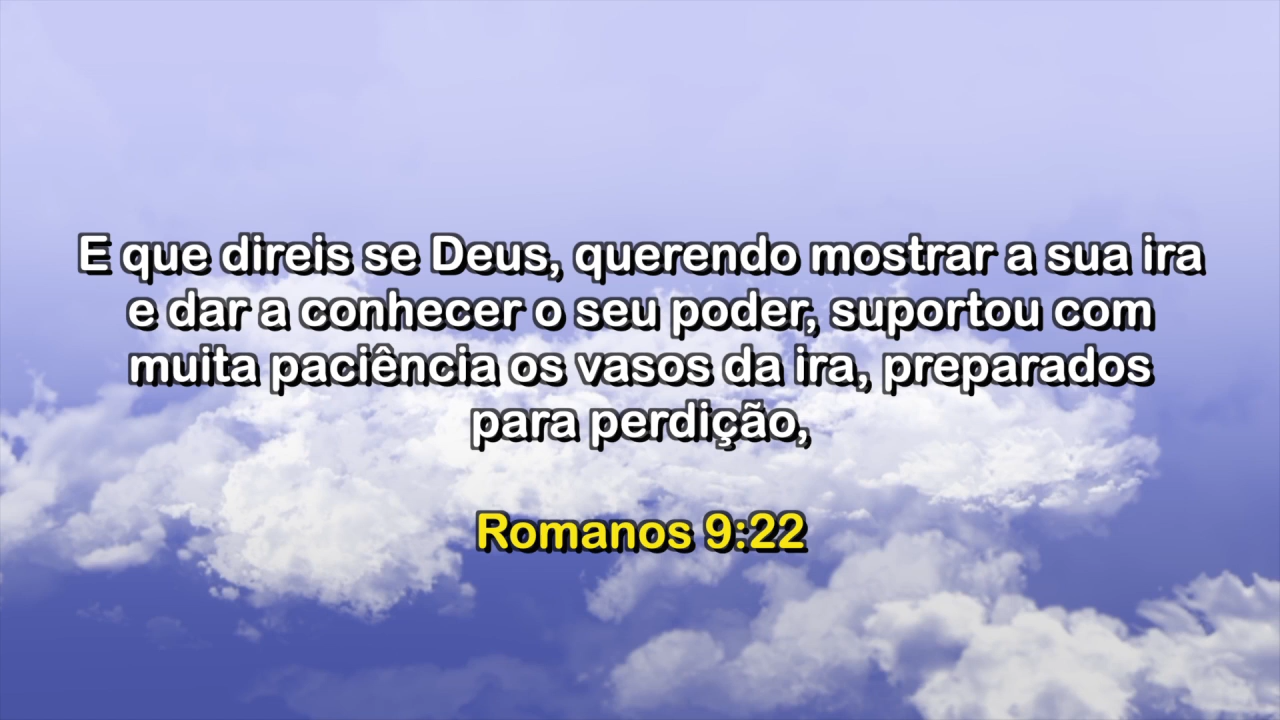 E que direis se Deus, querendo mostrar a sua ira
e dar a conhecer o seu poder, suportou com
muita paciência os vasos da ira, preparados
para perdição,
Romanos 9:22